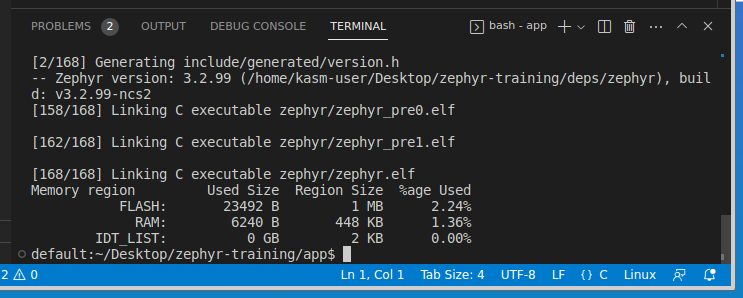 PROBLEMS 2 OUTPUT DEBUG CONSOLE TERMINAL bash - app
[2/168] Generating include/generated/version.h
-- Zephyr version: 3.2.99 (/home/kasm-user/Desktop/zephyr-training/deps/zephyr), buil
d: v3.2.99-ncs2
[158/168] Linking C executable zephyr/zephyr_pre0.elf
[162/168] Linking C executable zephyr/zephyr_pre1.elf
[168/168] Linking C executable zephyr/zephyr.elf
Memory region Used Size Region Size %age Used
FLASH: 23492 B 1 MB 2.24%
RAM: 6240 B 448 KB 1.36%
IDT_LIST: 0 GB 2 KB 0.00%
default:~/Desktop/zephyr-training/app$
2 0 Ln 1, Col 1 Tab Size: 4 UTF-8 LF {} C Linux